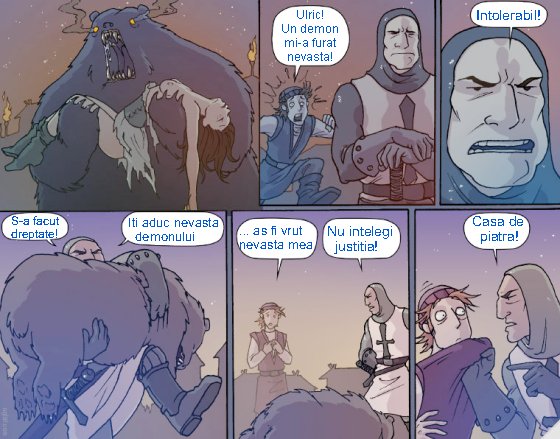 Ulric!
Un demon
mi-a furat
nevasta!
Intolerabil!
S-a facut
dreptate!
Iti aduc nevasta
demonului
... as fi vrut
nevasta mea
Nu intelegi
justitia!
Casa de
piatra!